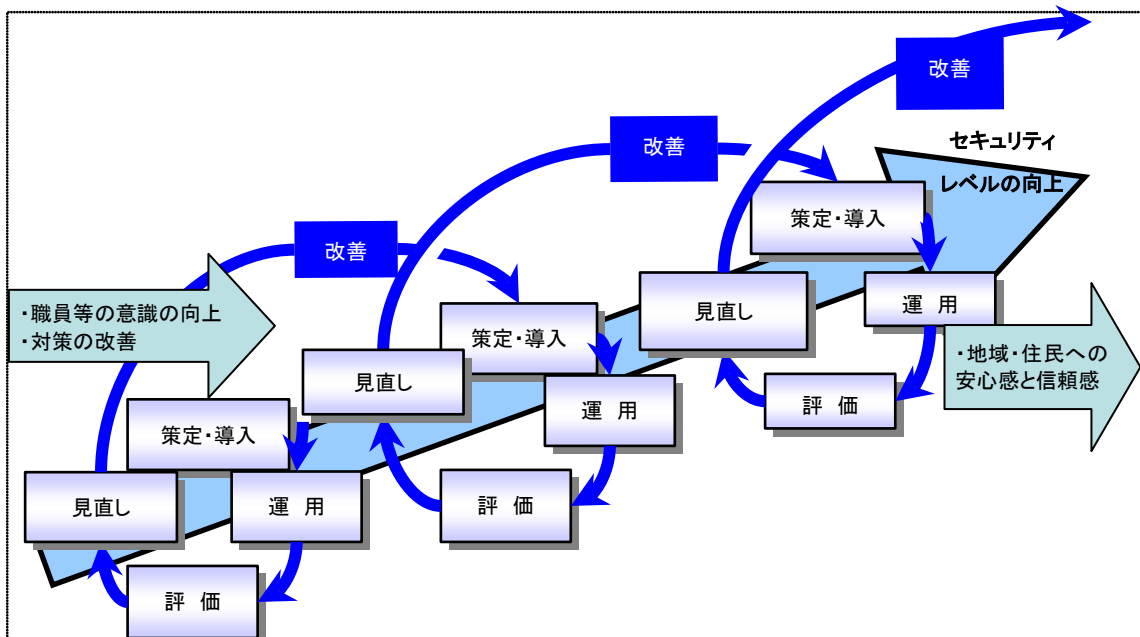 改善
セキュリティ
レベルの向上
改善
策定・導入
改善
見直し
運　用
・職員等の意識の向上
・対策の改善
策定・導入
・地域・住民への
安心感と信頼感
見直し
評　価
運　用
策定・導入
見直し
運　用
評　価
評　価